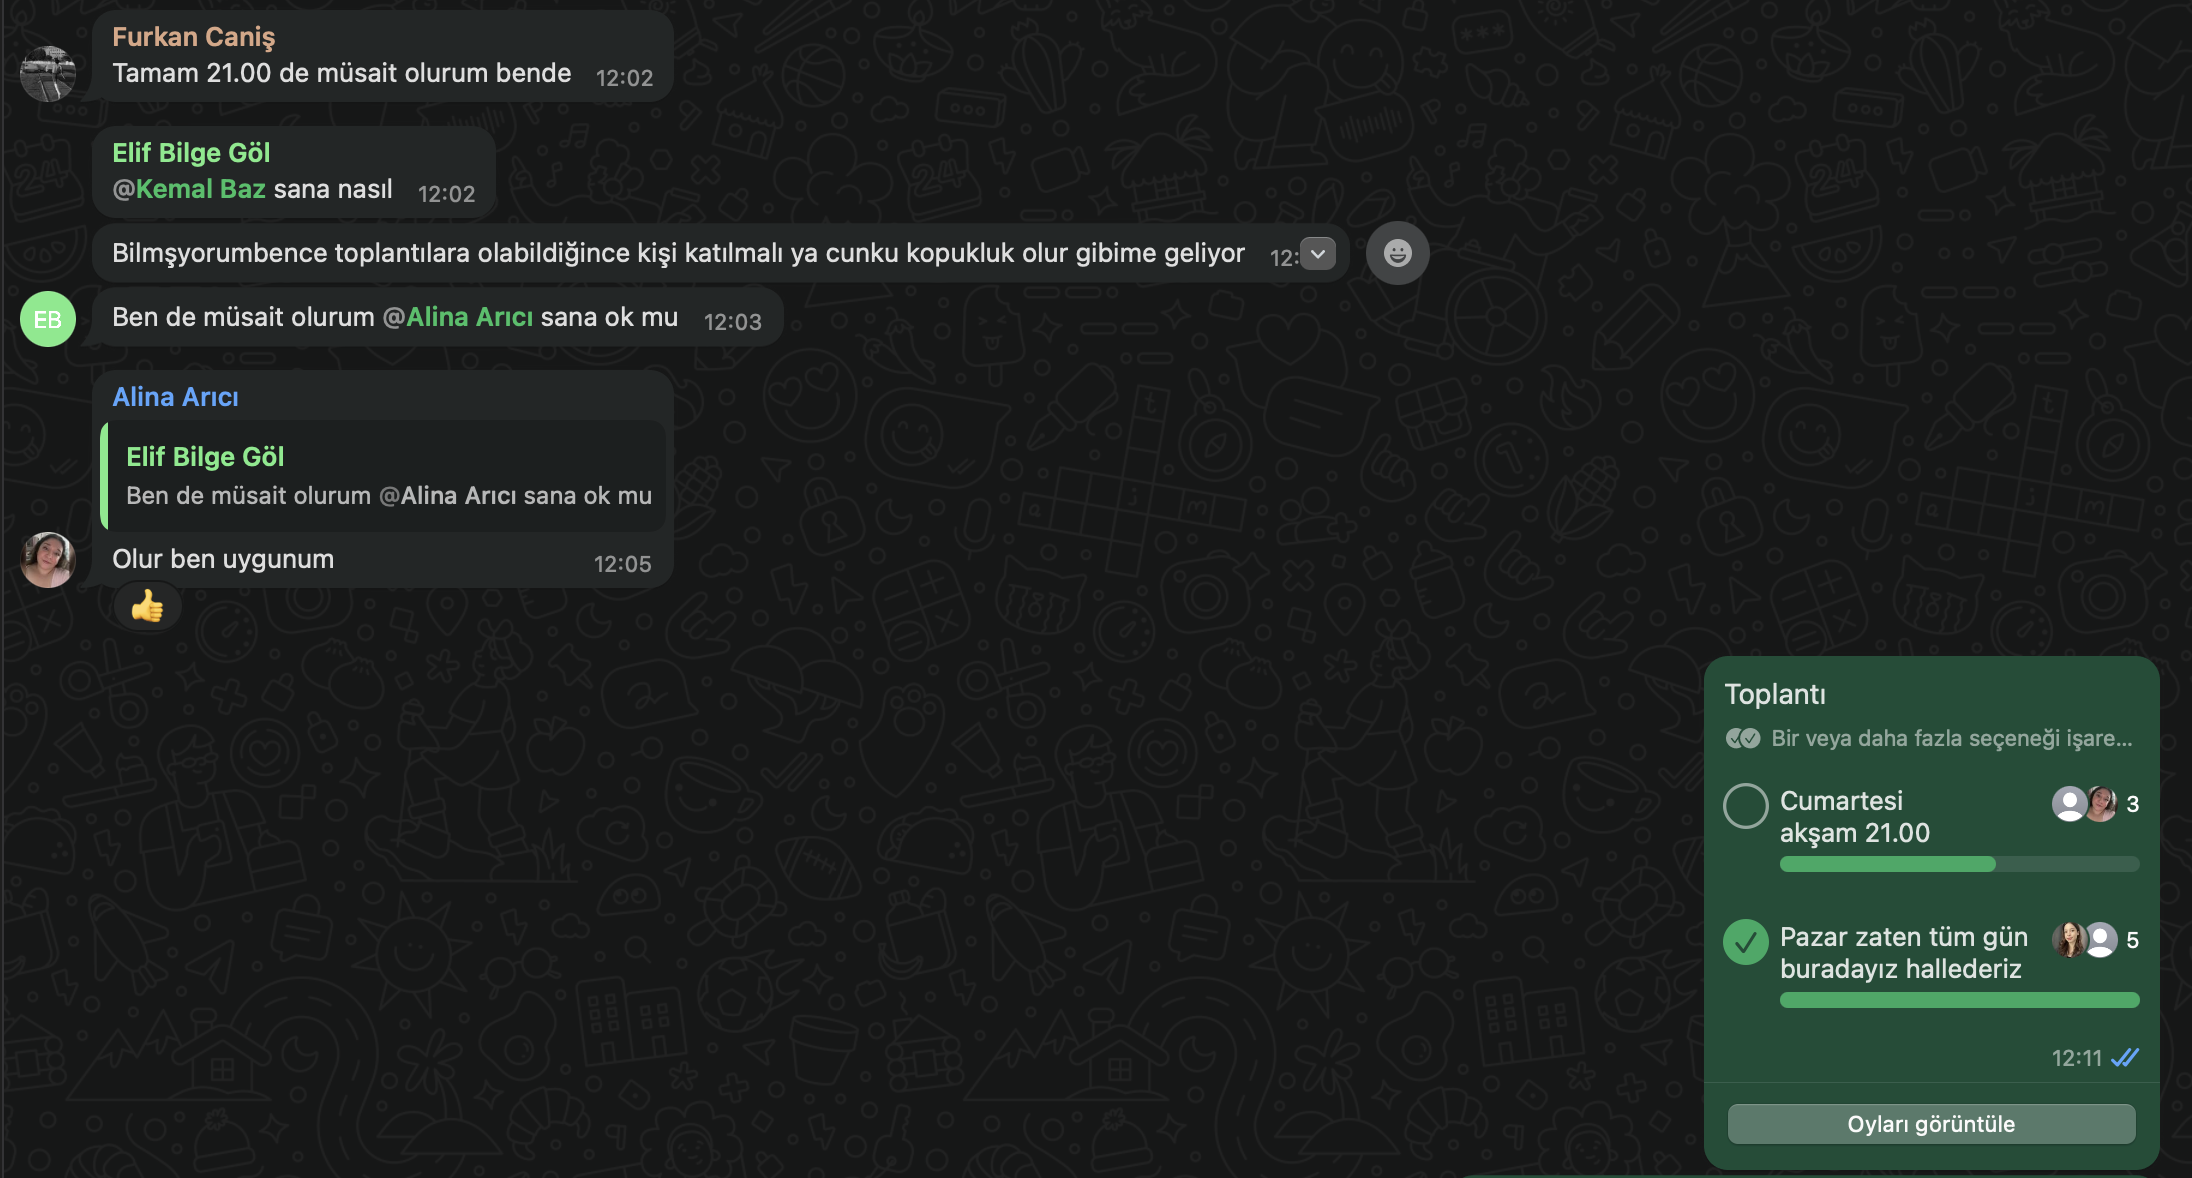 Furkan Caniş
Tamam 21.00 de müsait olurum bende 12:02
Elif Bilge Göl
@Kemal Baz sana nasıl 12:02
Bilmşyorumbence toplantılara olabildiğince kişi katılmalı ya cunku kopukluk olur gibime geliyor 12:
EB
Ben de müsait olurum @Alina Arıcı sana ok mu 12:03
Alina Arıcı
Elif Bilge Göl
Ben de müsait olurum @Alina Arıcı sana ok mu
Olur ben uygunum 12:05
Toplantı
Bir veya daha fazla seçeneği işare...
Cumartesi 3
akşam 21.00
Pazar zaten tüm gün 5
buradayız hallederiz
12:11
Oyları görüntüle